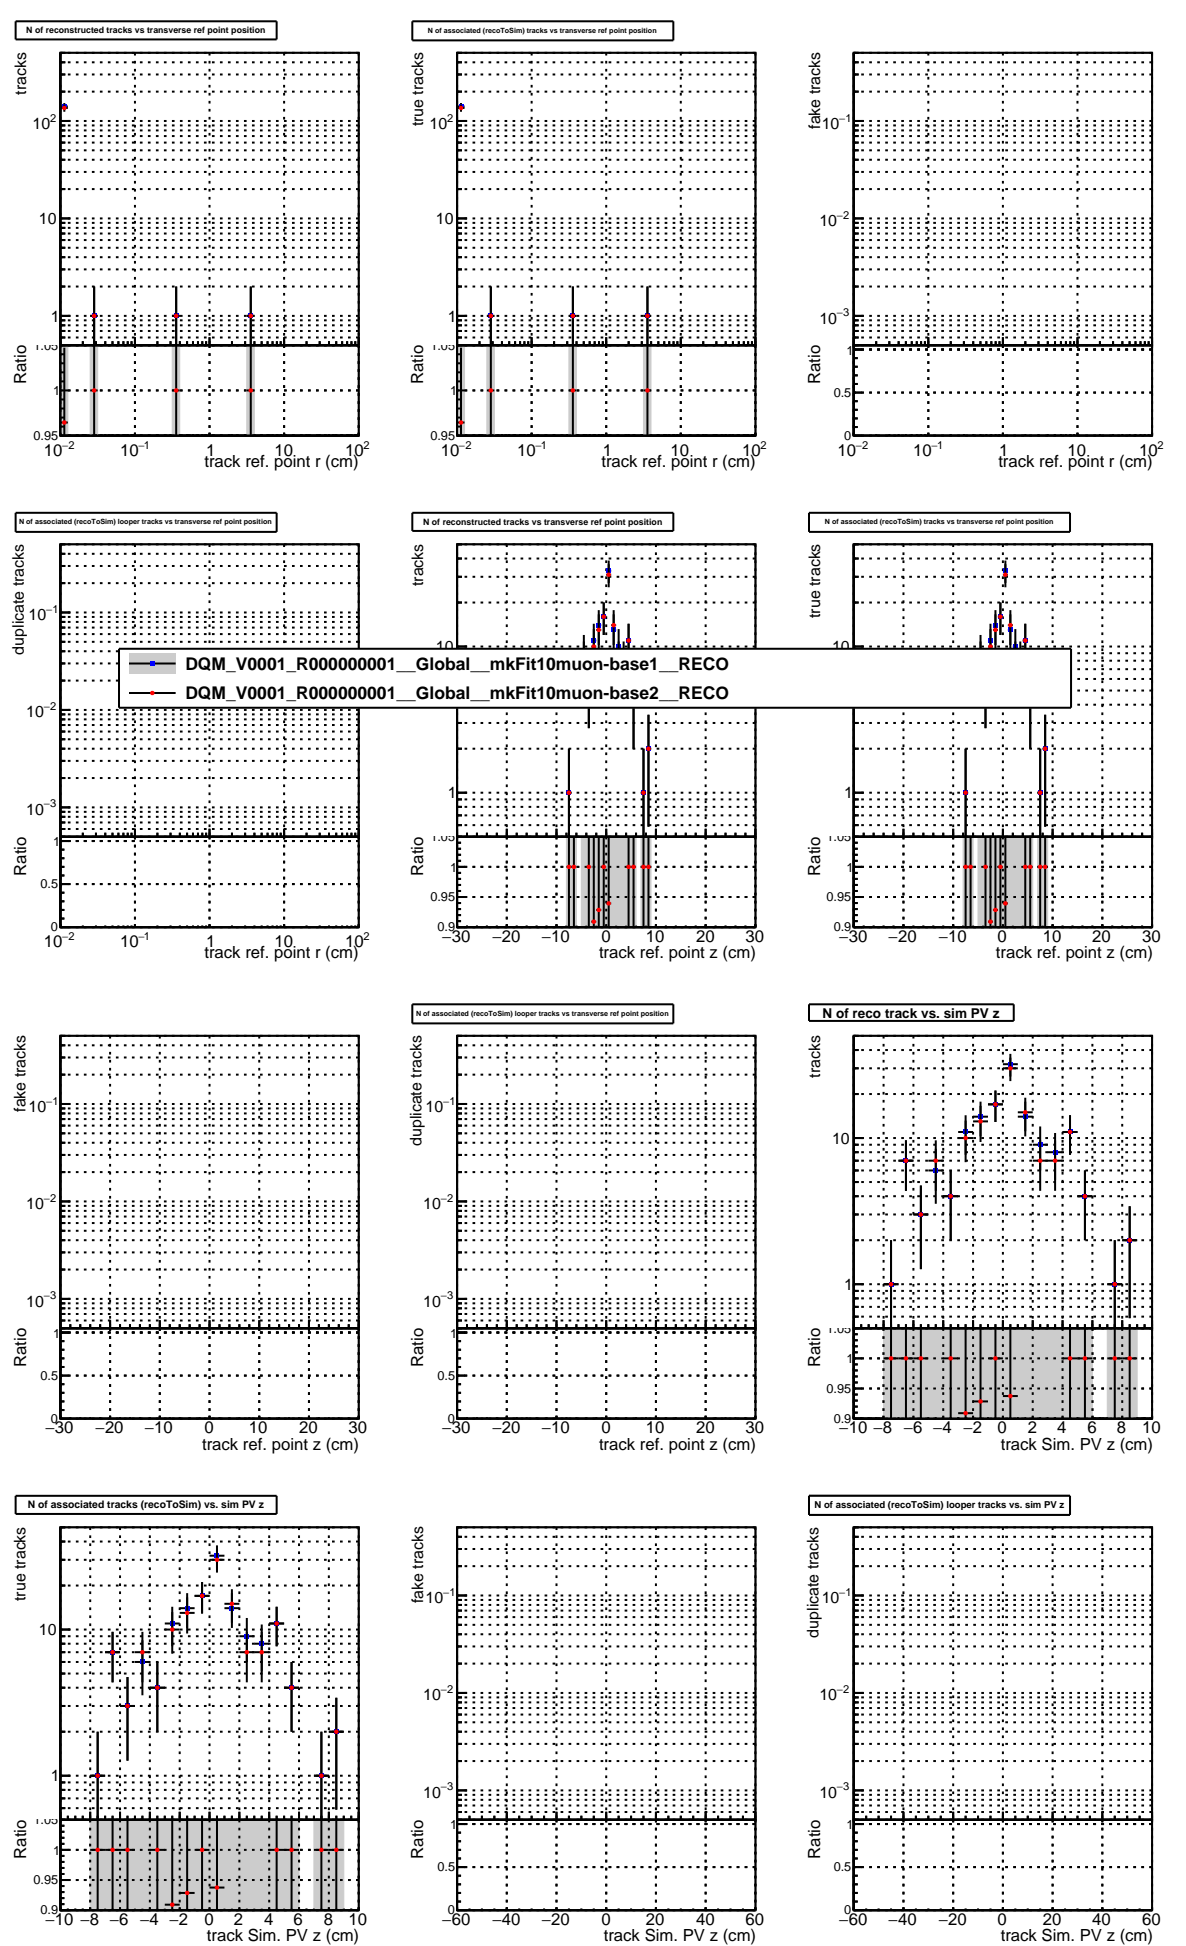 N of reconstructed tracks vs transverse ref point position
tracks
10²
10
1
Ratio
1.05
1
0.95
10⁻² 10⁻¹ 1 10 10²
track ref. point r (cm)
N of associated (recoToSim) tracks vs transverse ref point position
true tracks
10²
10
1
Ratio
1.05
1
0.95
10⁻² 10⁻¹ 1 10 10²
track ref. point r (cm)
fake tracks
10⁻¹
10⁻²
10⁻³
Ratio
1
0.5
0
10⁻² 10⁻¹ 1 10 10²
track ref. point r (cm)
N of associated (recoToSim) looper tracks vs transverse ref point position
duplicate tracks
10⁻¹
10⁻²
10⁻³
Ratio
1
0.5
0
10⁻² 10⁻¹ 1 10 10²
track ref. point r (cm)
N of reconstructed tracks vs transverse ref point position
tracks
10
1
Ratio
1.05
1
0.95
0.9
−30 −20 −10 0 10 20 30
track ref. point z (cm)
N of associated (recoToSim) tracks vs transverse ref point position
true tracks
10
1
Ratio
1.05
1
0.95
0.9
−30 −20 −10 0 10 20 30
track ref. point z (cm)
DQM_V0001_R000000001__Global__mkFit10muon-base1__RECO
DQM_V0001_R000000001__Global__mkFit10muon-base2__RECO
fake tracks
10⁻¹
10⁻²
10⁻³
Ratio
1
0.5
0
−30 −20 −10 0 10 20 30
track ref. point z (cm)
N of associated (recoToSim) looper tracks vs transverse ref point position
duplicate tracks
10⁻¹
10⁻²
10⁻³
Ratio
1
0.5
0
−30 −20 −10 0 10 20 30
track ref. point z (cm)
N of reco track vs. sim PV z
tracks
10
1
Ratio
1.05
1
0.95
0.9
−10 −8 −6 −4 −2 0 2 4 6 8 10
track Sim. PV z (cm)
N of associated tracks (recoToSim) vs. sim PV z
true tracks
10
1
Ratio
1.05
1
0.95
0.9
−10 −8 −6 −4 −2 0 2 4 6 8 10
track Sim. PV z (cm)
fake tracks
10⁻¹
10⁻²
10⁻³
Ratio
1
0.5
0
−60 −40 −20 0 20 40 60
track Sim. PV z (cm)
N of associated (recoToSim) looper tracks vs. sim PV z
duplicate tracks
10⁻¹
10⁻²
10⁻³
Ratio
1
0.5
0
−60 −40 −20 0 20 40 60
track Sim. PV z (cm)